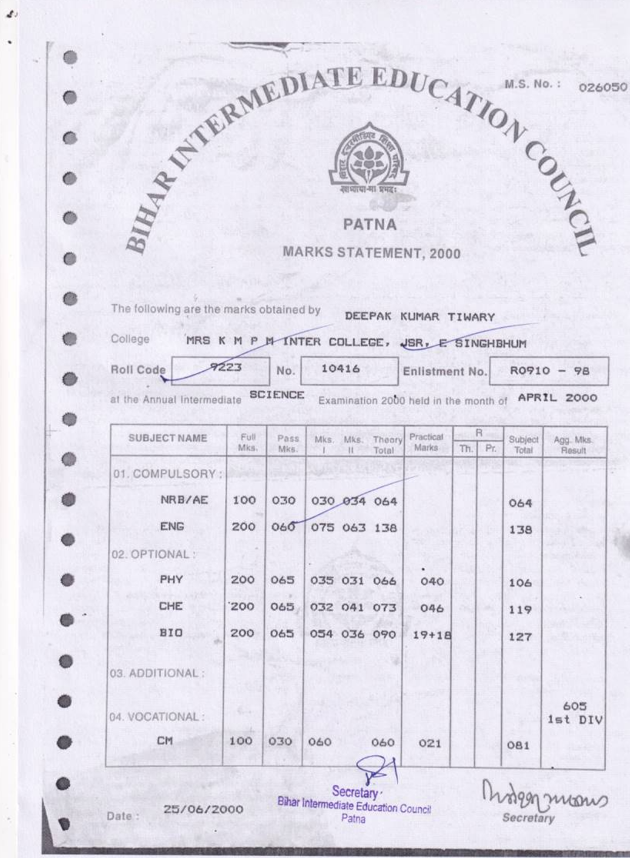 M.S. No. : 026050
BIHAR INTERMEDIATE EDUCATION COUNCIL
बिहार इन्टरमीडिएट शिक्षा परिषद्
PATNA
MARKS STATEMENT, 2000
The following are the marks obtained by DEEPAK KUMAR TIWARY
College MRS K M P M INTER COLLEGE, JSR, E SINGHBHUM
Roll Code 9223 No. 10416 Enlistment No. R0910 - 98
at the Annual Intermediate SCIENCE Examination 2000 held in the month of APRIL 2000
SUBJECT NAME Full Mks. Pass Mks. Mks. I Mks. II Theory Total Practical Marks R Th. Pr. Subject Total Agg. Mks. Result
01. COMPULSORY :
NRB/AE 100 030 030 034 064 064
ENG 200 060 075 063 138 138
02. OPTIONAL :
PHY 200 065 035 031 066 040 106
CHE 200 065 032 041 073 046 119
BIO 200 065 054 036 090 19+18 127
03. ADDITIONAL :
605
1st DIV
04. VOCATIONAL :
CM 100 030 060 060 021 081
Secretary
Bihar Intermediate Education Council
Patna
Date : 25/06/2000
Secretary